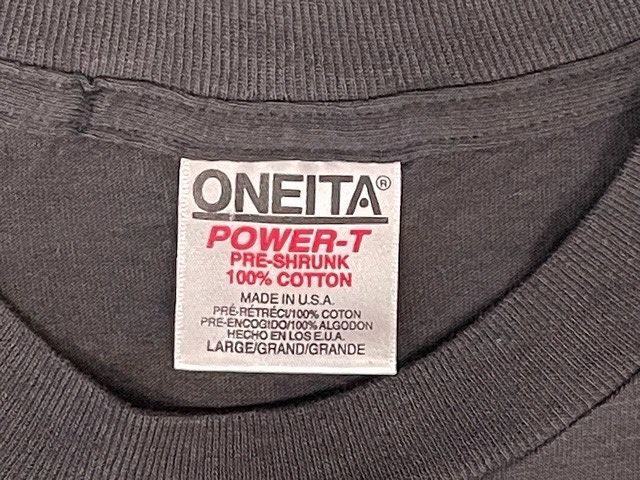 ONEITA®
POWER-T
PRE-SHRUNK
100% COTTON
MADE IN U.S.A.
PRÉ-RÉTRÉCI/100% COTON
PRE-ENCOGIDO/100% ALGODON
HECHO EN LOS E.U.A.
LARGE/GRAND/GRANDE